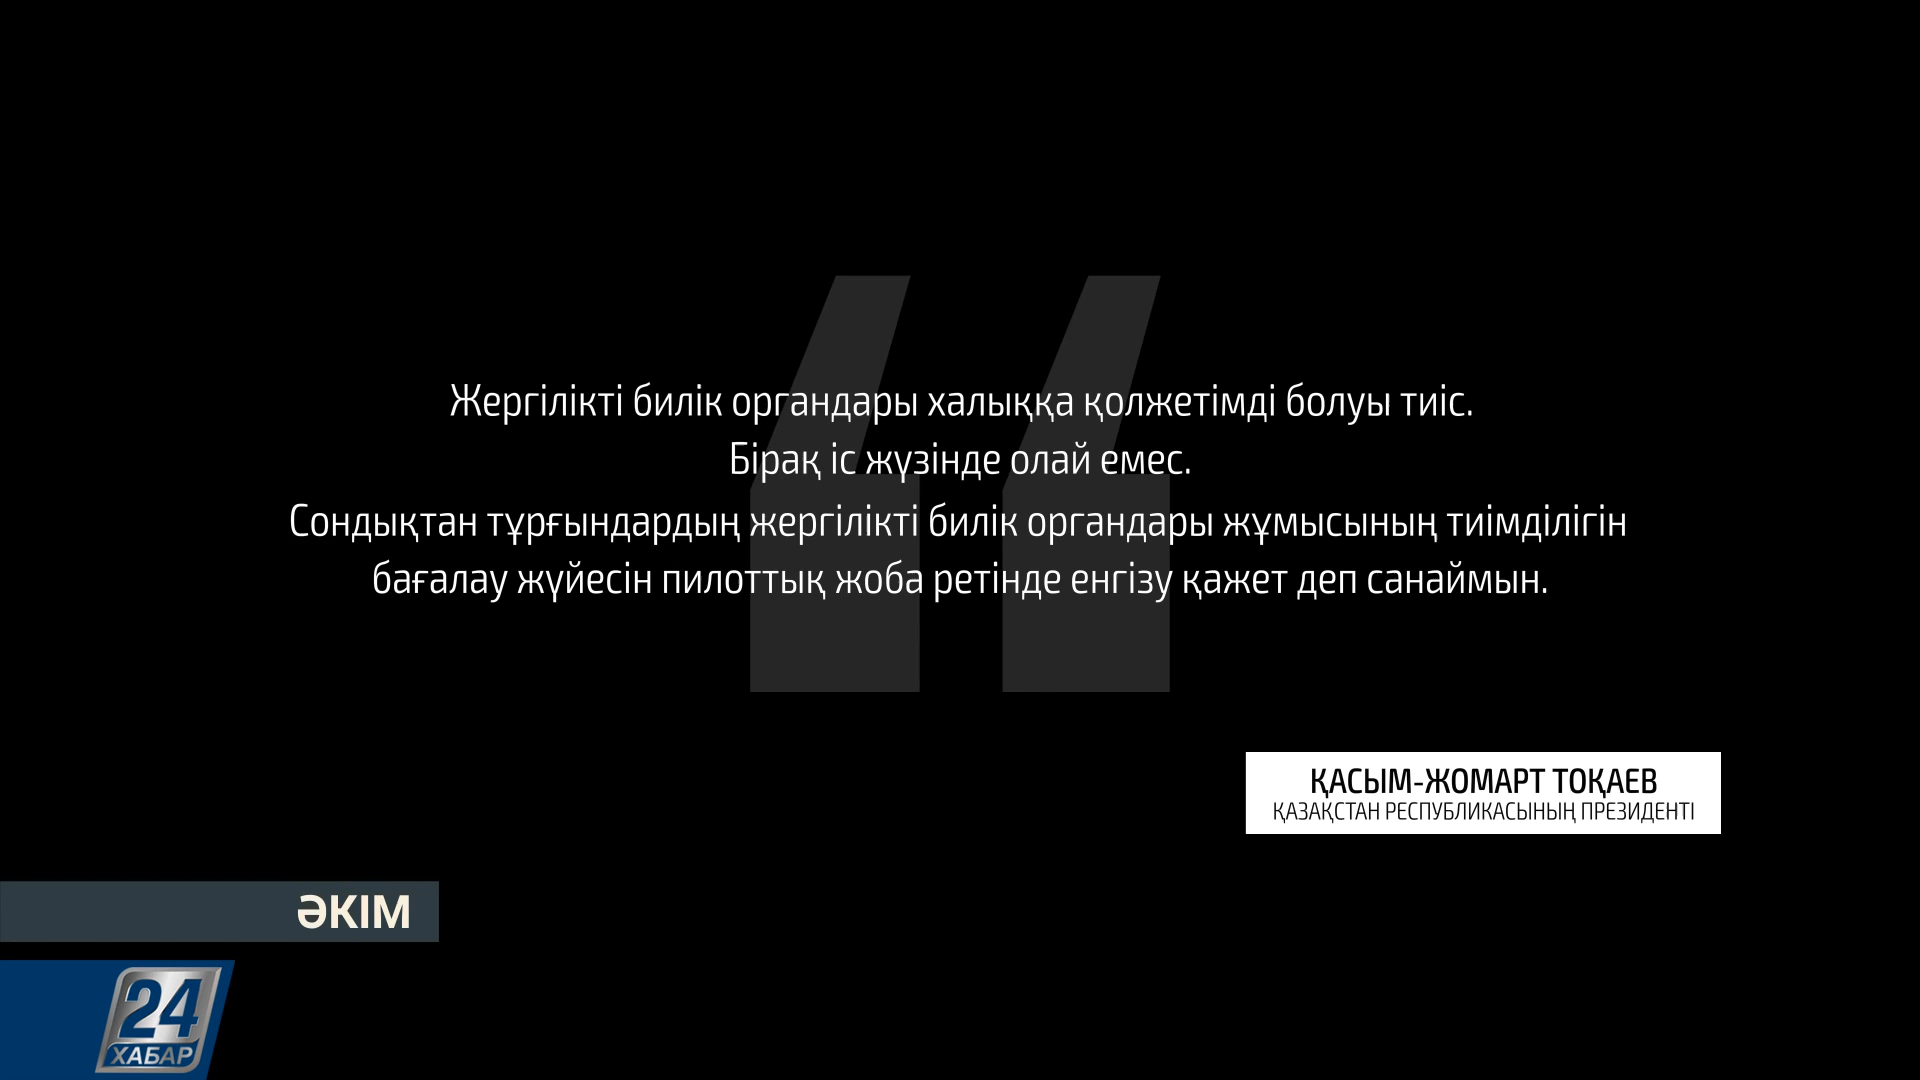 Жергілікті билік органдары халыққа қолжетімді болуы тиіс.
Бірақ іс жүзінде олай емес.
Сондықтан тұрғындардың жергілікті билік органдары жұмысының тиімділігін
бағалау жүйесін пилоттық жоба ретінде енгізу қажет деп санаймын.
ҚАСЫМ-ЖОМАРТ ТОҚАЕВ
ҚАЗАҚСТАН РЕСПУБЛИКАСЫНЫҢ ПРЕЗИДЕНТІ
ӘКІМ
24
ХАБАР